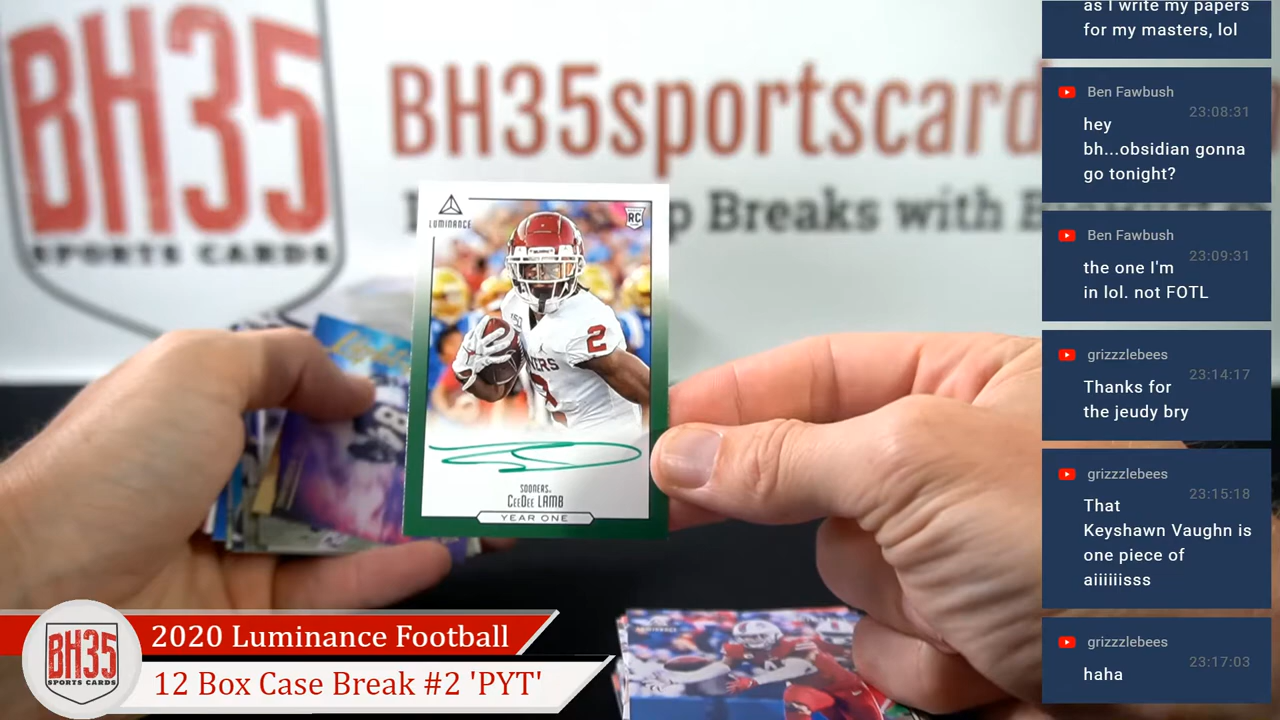 BH35
SPORTS CARDS
BH35sportscard
p Breaks with
LUMINANCE
RC
2
SOONERS.
CEEDEE LAMB
YEAR ONE
BH35
SPORTS CARDS
2020 Luminance Football
12 Box Case Break #2 'PYT'
as I write my papers
for my masters, lol
Ben Fawbush
23:08:31
hey
bh...obsidian gonna
go tonight?
Ben Fawbush
23:09:31
the one I'm
in lol. not FOTL
grizzzlebees
23:14:17
Thanks for
the jeudy bry
grizzzlebees
23:15:18
That
Keyshawn Vaughn is
one piece of
aiiiiiisss
grizzzlebees
23:17:03
haha